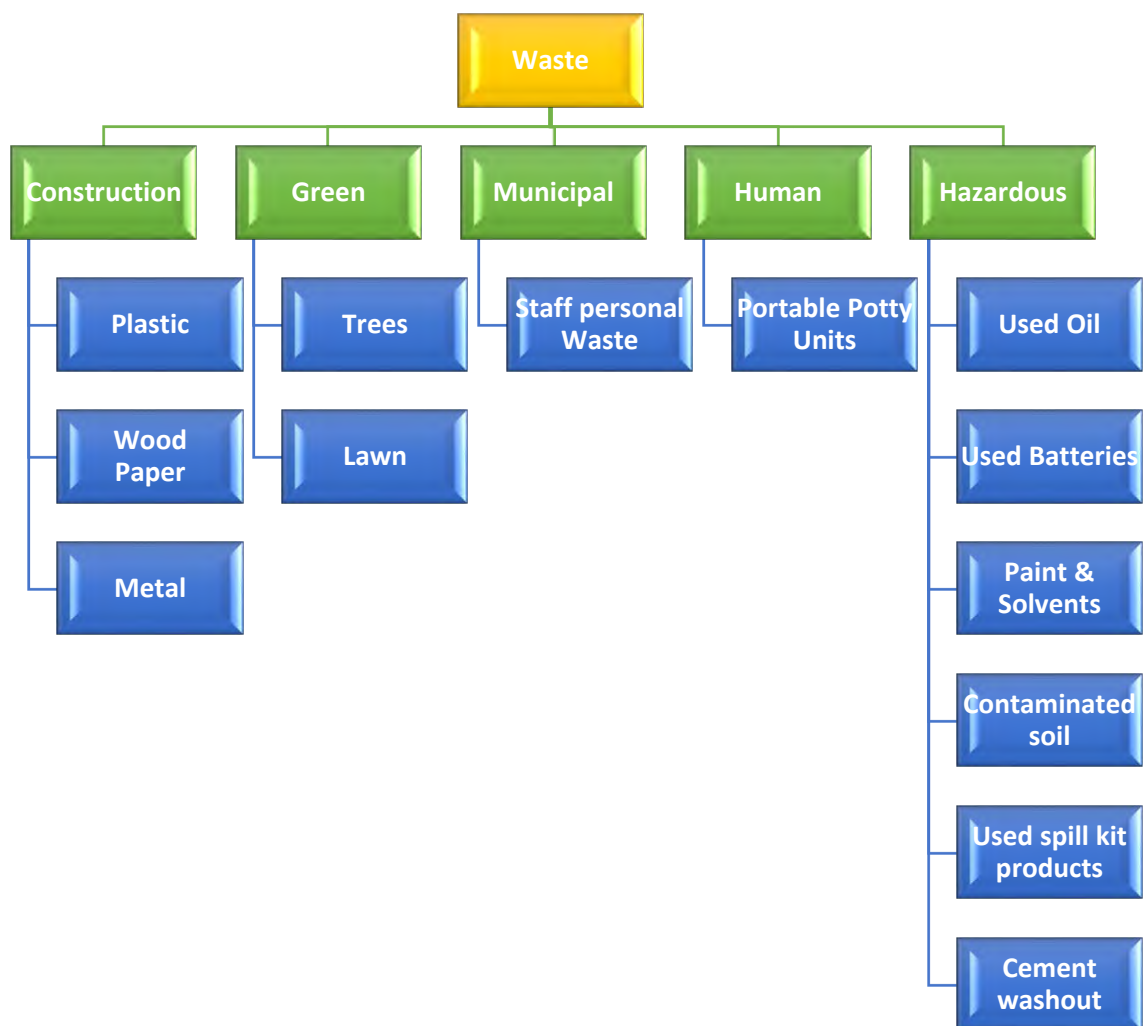 Waste
Construction
Green
Municipal
Human
Hazardous
Plastic
Trees
Staff personal
Waste
Portable Potty
Units
Used Oil
Wood
Paper
Lawn
Used Batteries
Metal
Paint &
Solvents
Contaminated
soil
Used spill kit
products
Cement
washout